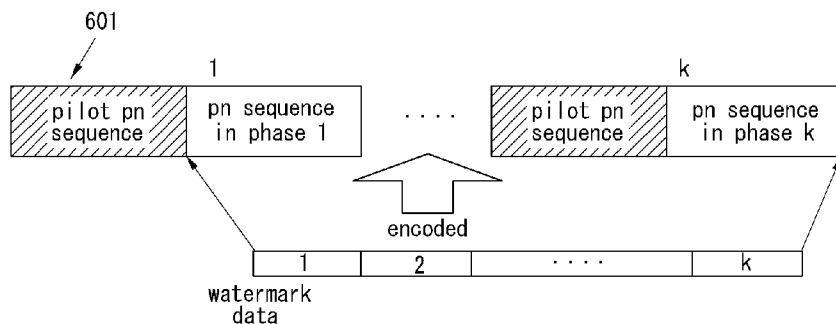 601
1
k
pilot pn
sequence
pn sequence
in phase 1
....
pilot pn
sequence
pn sequence
in phase k
encoded
1
2
....
k
watermark
data